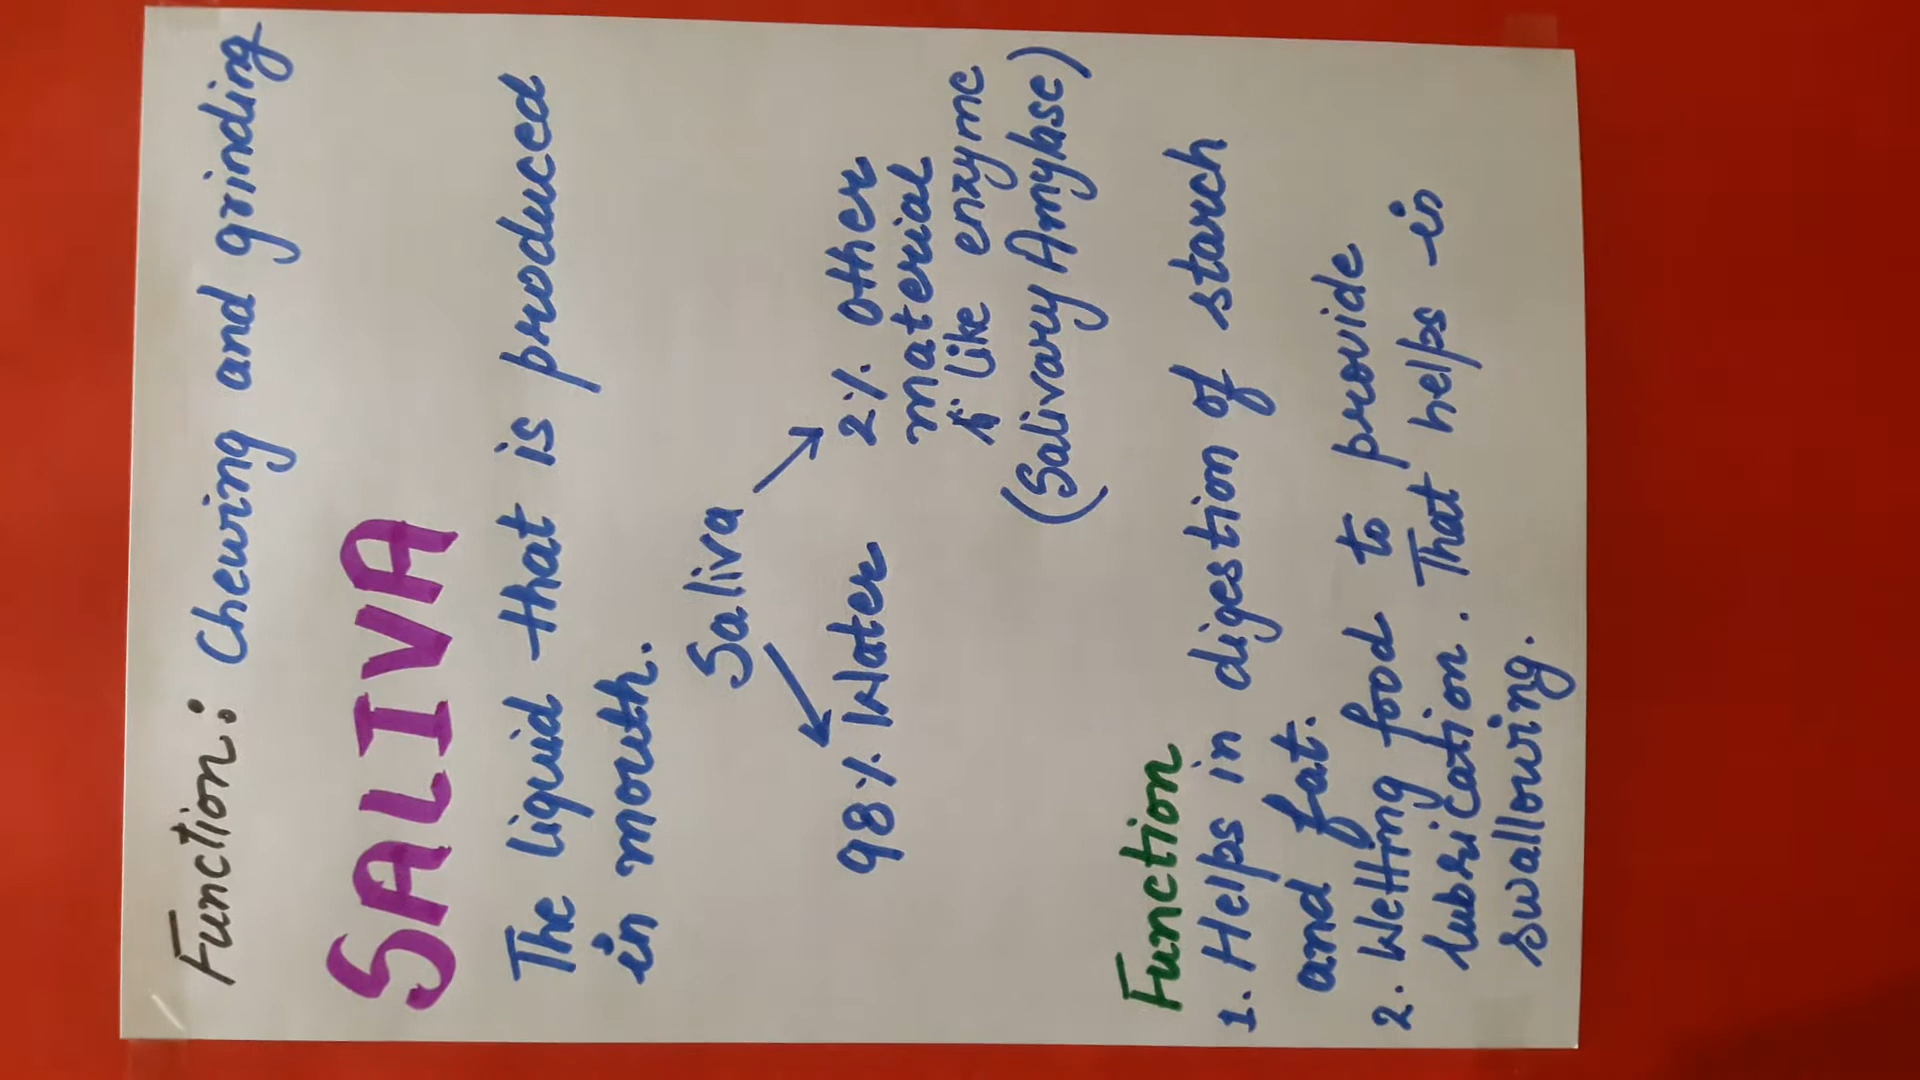 Function: Chewing and grinding
SALIVA
The liquid that is produced
in mouth.
Saliva
98% Water
2% Other
material
like enzyme
(Salivary Amylase)
Function
1. Helps in digestion of starch
and fat.
2. Wetting food to provide
lubrication. That helps in
swallowing.